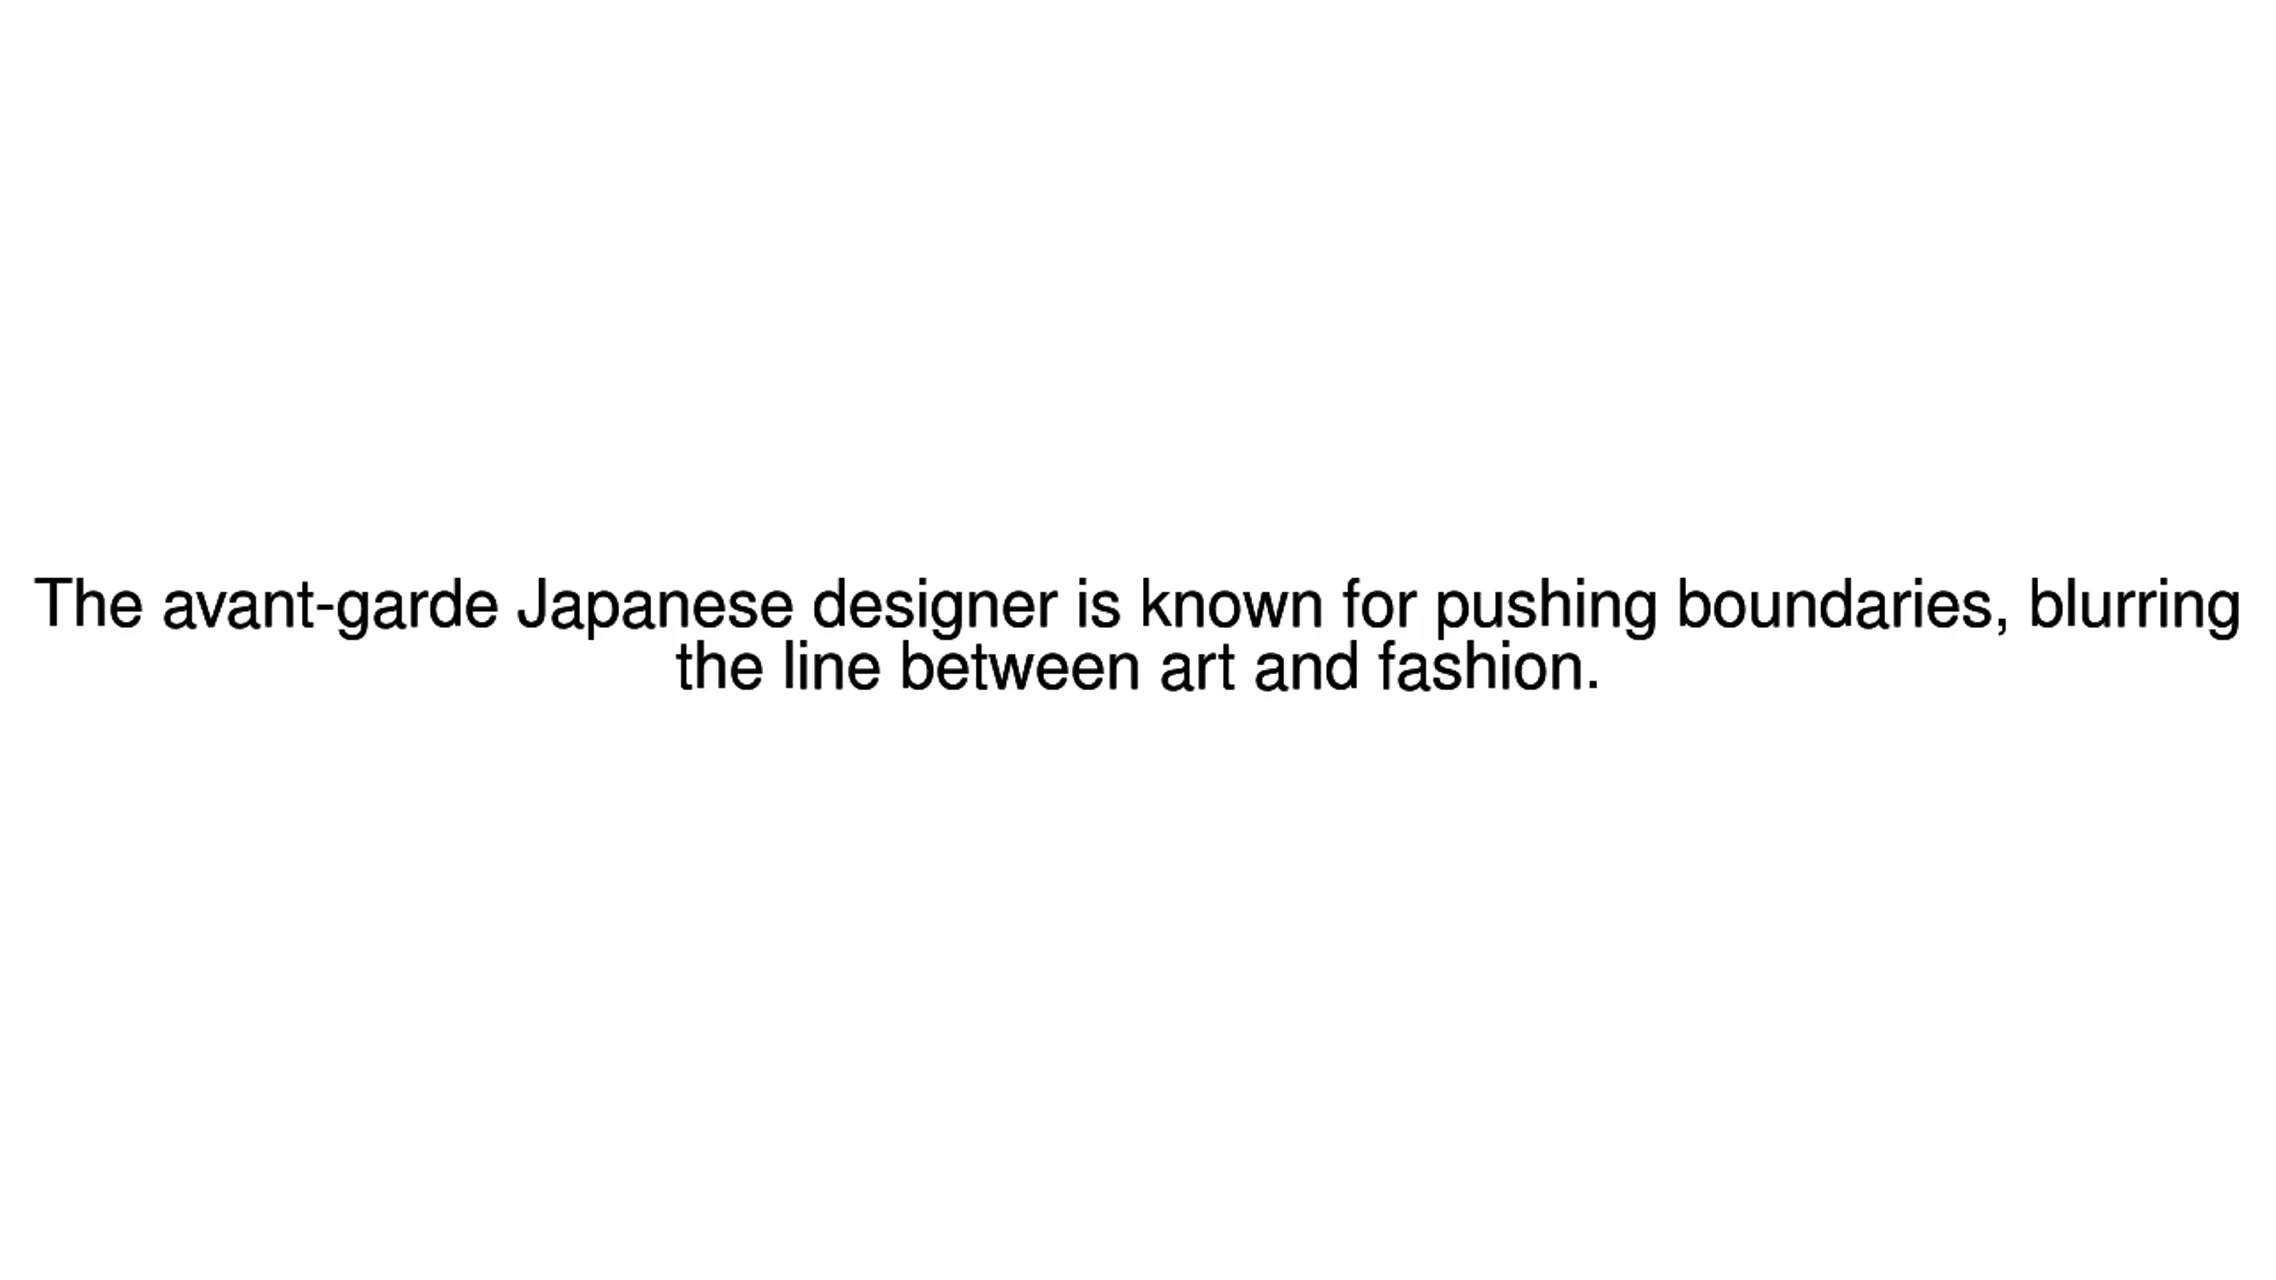 The avant-garde Japanese designer is known for pushing boundaries, blurring
the line between art and fashion.